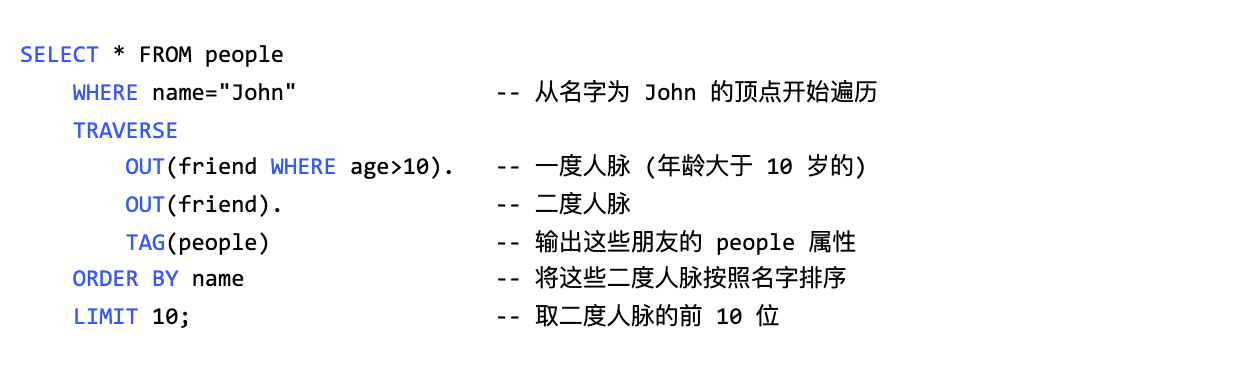 SELECT * FROM people
WHERE name="John" -- 从名字为 John 的顶点开始遍历
TRAVERSE
OUT(friend WHERE age>10). -- 一度人脉 (年龄大于 10 岁的)
OUT(friend). -- 二度人脉
TAG(people) -- 输出这些朋友的 people 属性
ORDER BY name -- 将这些二度人脉按照名字排序
LIMIT 10; -- 取二度人脉的前 10 位